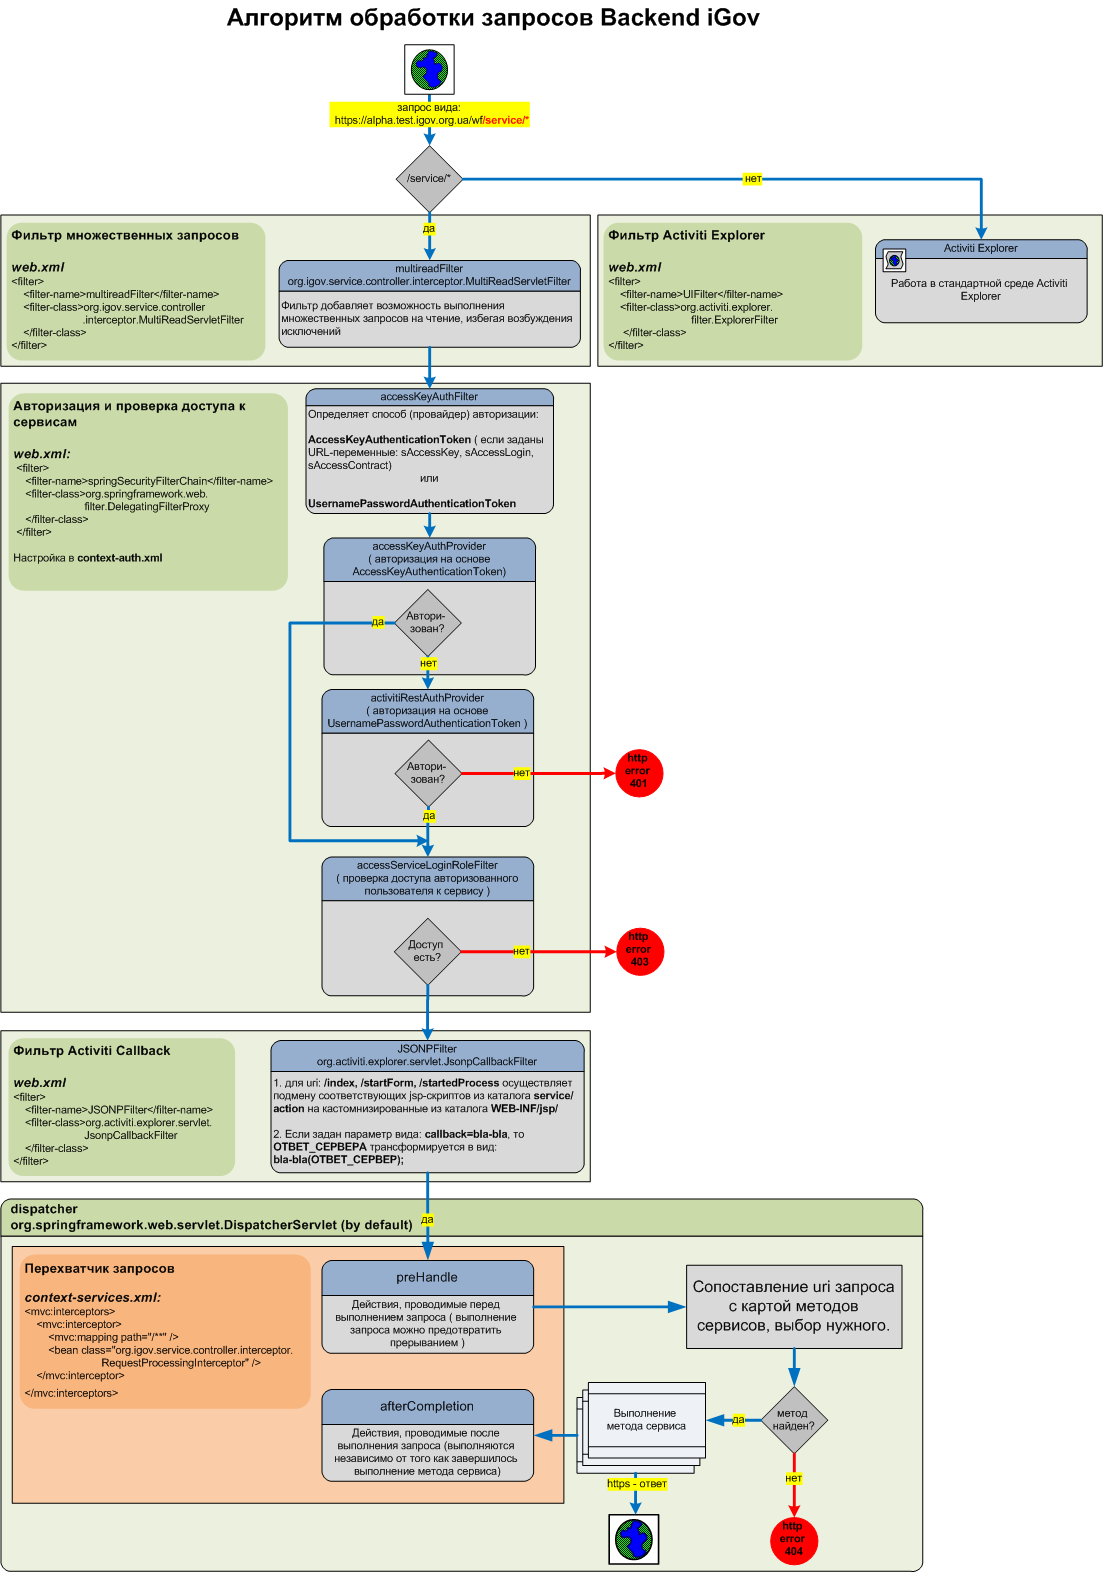 Алгоритм обработки запросов Backend iGov
запрос вида:
https://alpha.test.igov.org.ua/wf/service/*
/service/*
нет
да
Фильтр множественных запросов
web.xml
<filter>
<filter-name>multireadFilter</filter-name>
<filter-class>org.igov.service.controller
.interceptor.MultiReadServletFilter
</filter-class>
</filter>
multireadFilter
org.igov.service.controller.interceptor.MultiReadServletFilter
Фильтр добавляет возможность выполнения
множественных запросов на чтение, избегая возбуждения
исключений
Фильтр Activiti Explorer
web.xml
<filter>
<filter-name>UIFilter</filter-name>
<filter-class>org.activiti.explorer.
filter.ExplorerFilter
</filter-class>
</filter>
Activiti Explorer
Работа в стандартной среде Activiti
Explorer
Авторизация и проверка доступа к
сервисам
web.xml:
<filter>
<filter-name>springSecurityFilterChain</filter-name>
<filter-class>org.springframework.web.
filter.DelegatingFilterProxy
</filter-class>
</filter>
Настройка в context-auth.xml
accessKeyAuthFilter
Определяет способ (провайдер) авторизации:
AccessKeyAuthenticationToken ( если заданы
URL-переменные: sAccessKey, sAccessLogin,
sAccessContract)
или
UsernamePasswordAuthenticationToken
accessKeyAuthProvider
( авторизация на основе
AccessKeyAuthenticationToken)
Автори-
зован?
да
нет
activitiRestAuthProvider
( авторизация на основе
UsernamePasswordAuthenticationToken )
Автори-
зован?
нет
http
error
401
да
accessServiceLoginRoleFilter
( проверка доступа авторизованного
пользователя к сервису )
Доступ
есть?
нет
http
error
403
Фильтр Activiti Callback
web.xml
<filter>
<filter-name>JSONPFilter</filter-name>
<filter-class>org.activiti.explorer.servlet.
JsonpCallbackFilter
</filter-class>
</filter>
JSONPFilter
org.activiti.explorer.servlet.JsonpCallbackFilter
1. для uri: /index, /startForm, /startedProcess осуществляет
подмену соответствующих jsp-скриптов из каталога service/
action на кастомнизированные из каталога WEB-INF/jsp/
2. Если задан параметр вида: callback=bla-bla, то
ОТВЕТ_СЕРВЕРА трансформируется в вид:
bla-bla(ОТВЕТ_СЕРВЕР);
dispatcher
org.springframework.web.servlet.DispatcherServlet (by default)
да
Перехватчик запросов
context-services.xml:
<mvc:interceptors>
<mvc:interceptor>
<mvc:mapping path="/**" />
<bean class="org.igov.service.controller.interceptor.
RequestProcessingInterceptor" />
</mvc:interceptor>
</mvc:interceptors>
preHandle
Действия, проводимые перед
выполнением запроса ( выполнение
запроса можно предотвратить
прерыванием )
Сопоставление uri запроса
с картой методов
сервисов, выбор нужного.
afterCompletion
Действия, проводимые после
выполнения запроса (выполняются
независимо от того как завершилось
выполнение метода сервиса)
Выполнение
метода сервиса
да
метод
найден?
нет
https - ответ
http
error
404